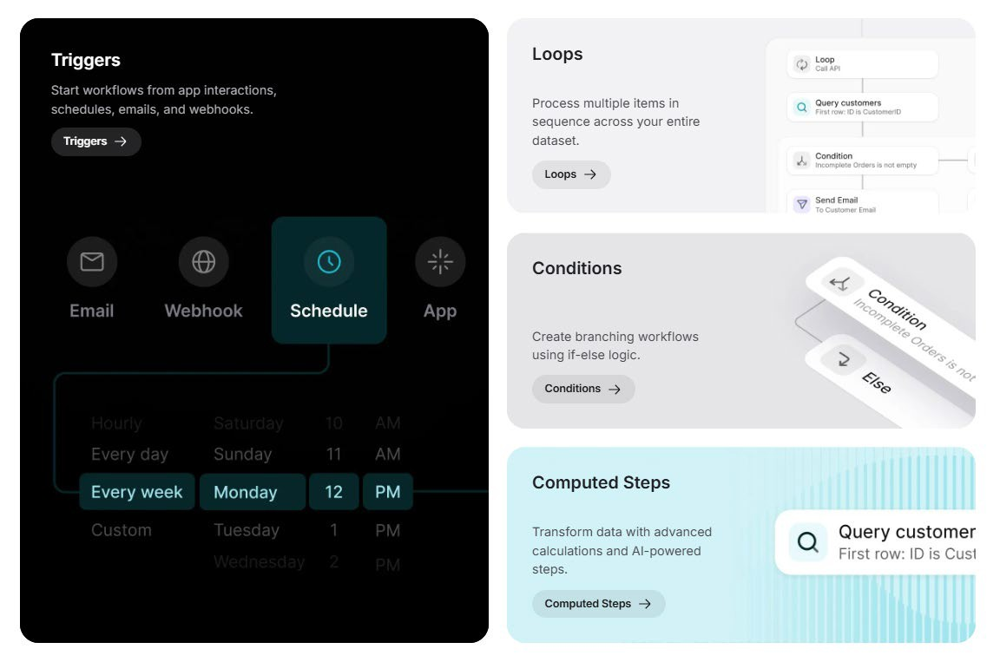 Triggers
Start workflows from app interactions,
schedules, emails, and webhooks.
Triggers
Email
Webhook
Schedule
App
Hourly Saturday 10 AM
Every day Sunday 11 AM
Every week Monday 12 PM
Custom Tuesday 1 PM
Wednesday 2 PM
Loops
Process multiple items in
sequence across your entire
dataset.
Loops
Loop
Call API
Query customers
First row: ID is CustomerID
Condition
Incomplete Orders is not empty
Send Email
To Customer Email
Conditions
Create branching workflows
using if-else logic.
Conditions
Condition
Incomplete Orders is not
Else
Computed Steps
Transform data with advanced
calculations and AI-powered
steps.
Computed Steps
Query customer
First row: ID is Cust